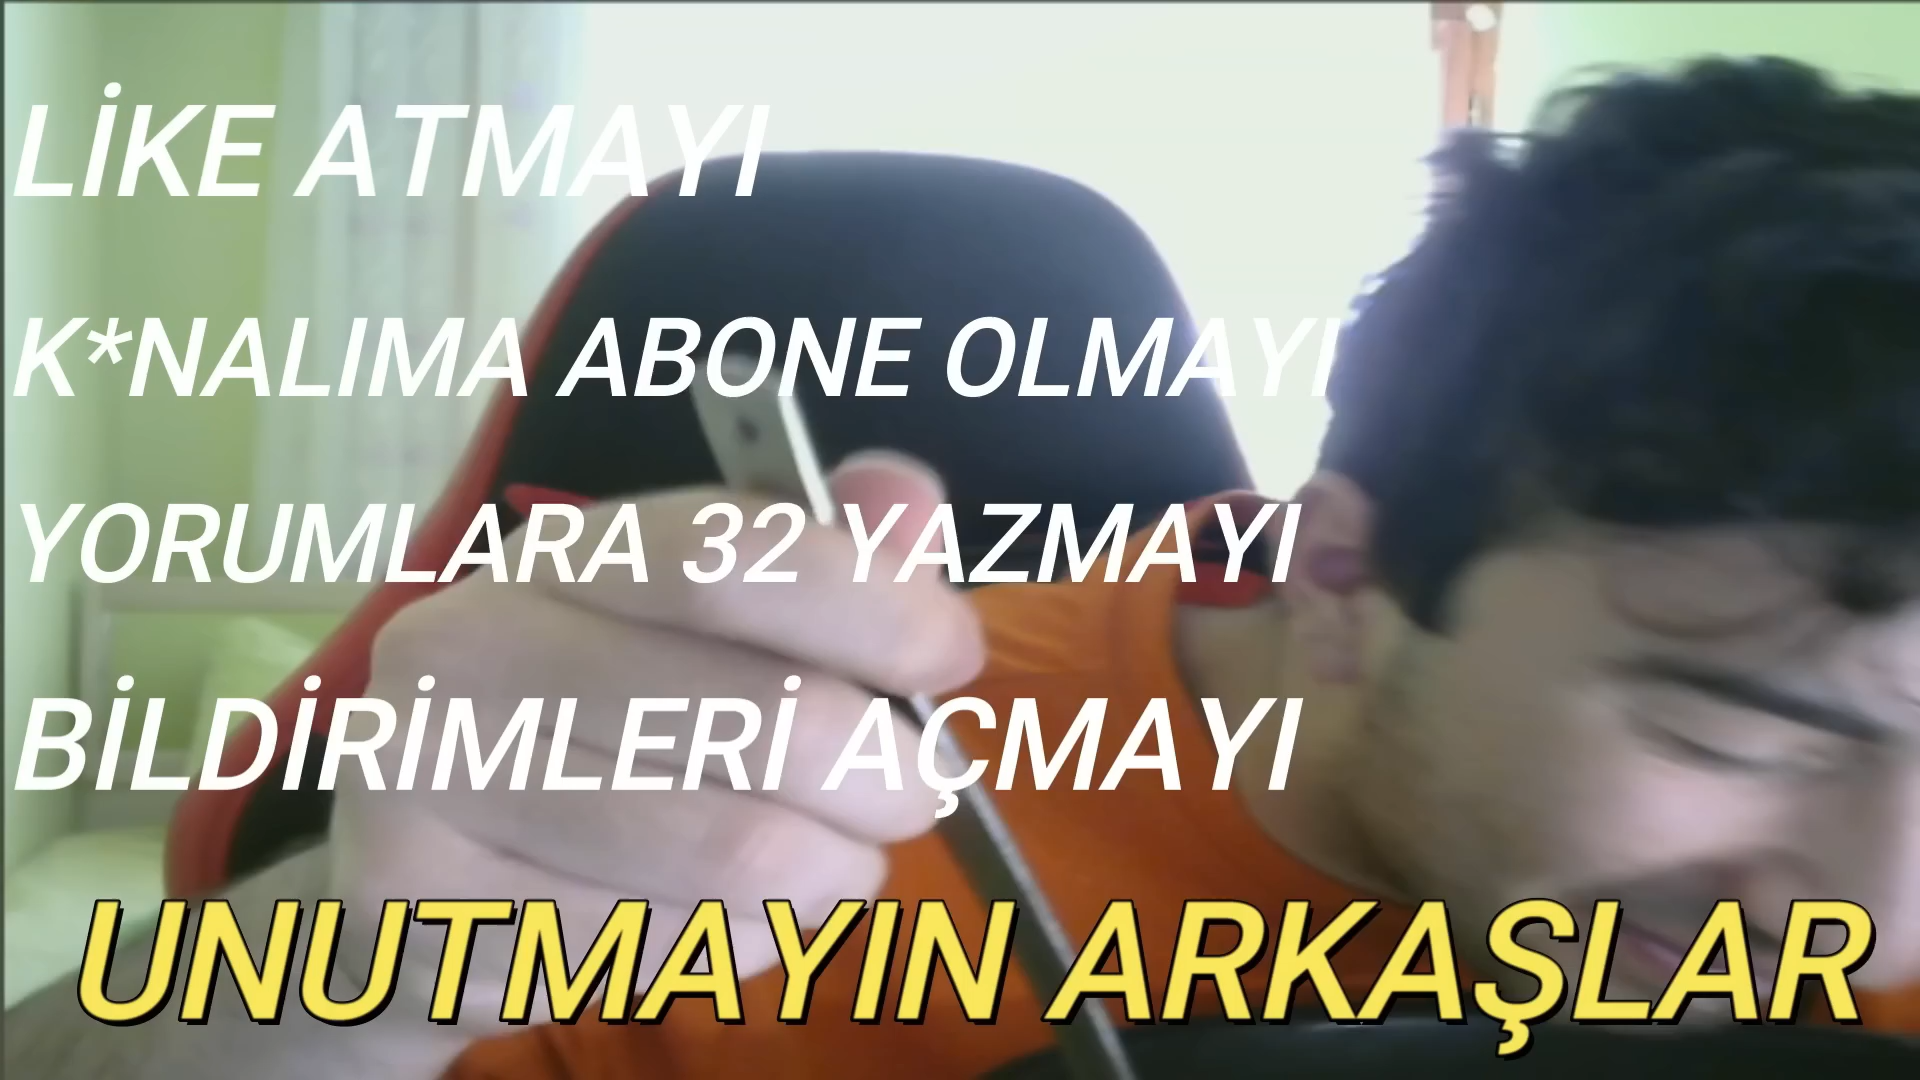 LİKE ATMAYI
K*NALIMA ABONE OLMAYI
YORUMLARA 32 YAZMAYI
BİLDİRİMLERİ AÇMAYI
UNUTMAYIN ARKAŞLAR